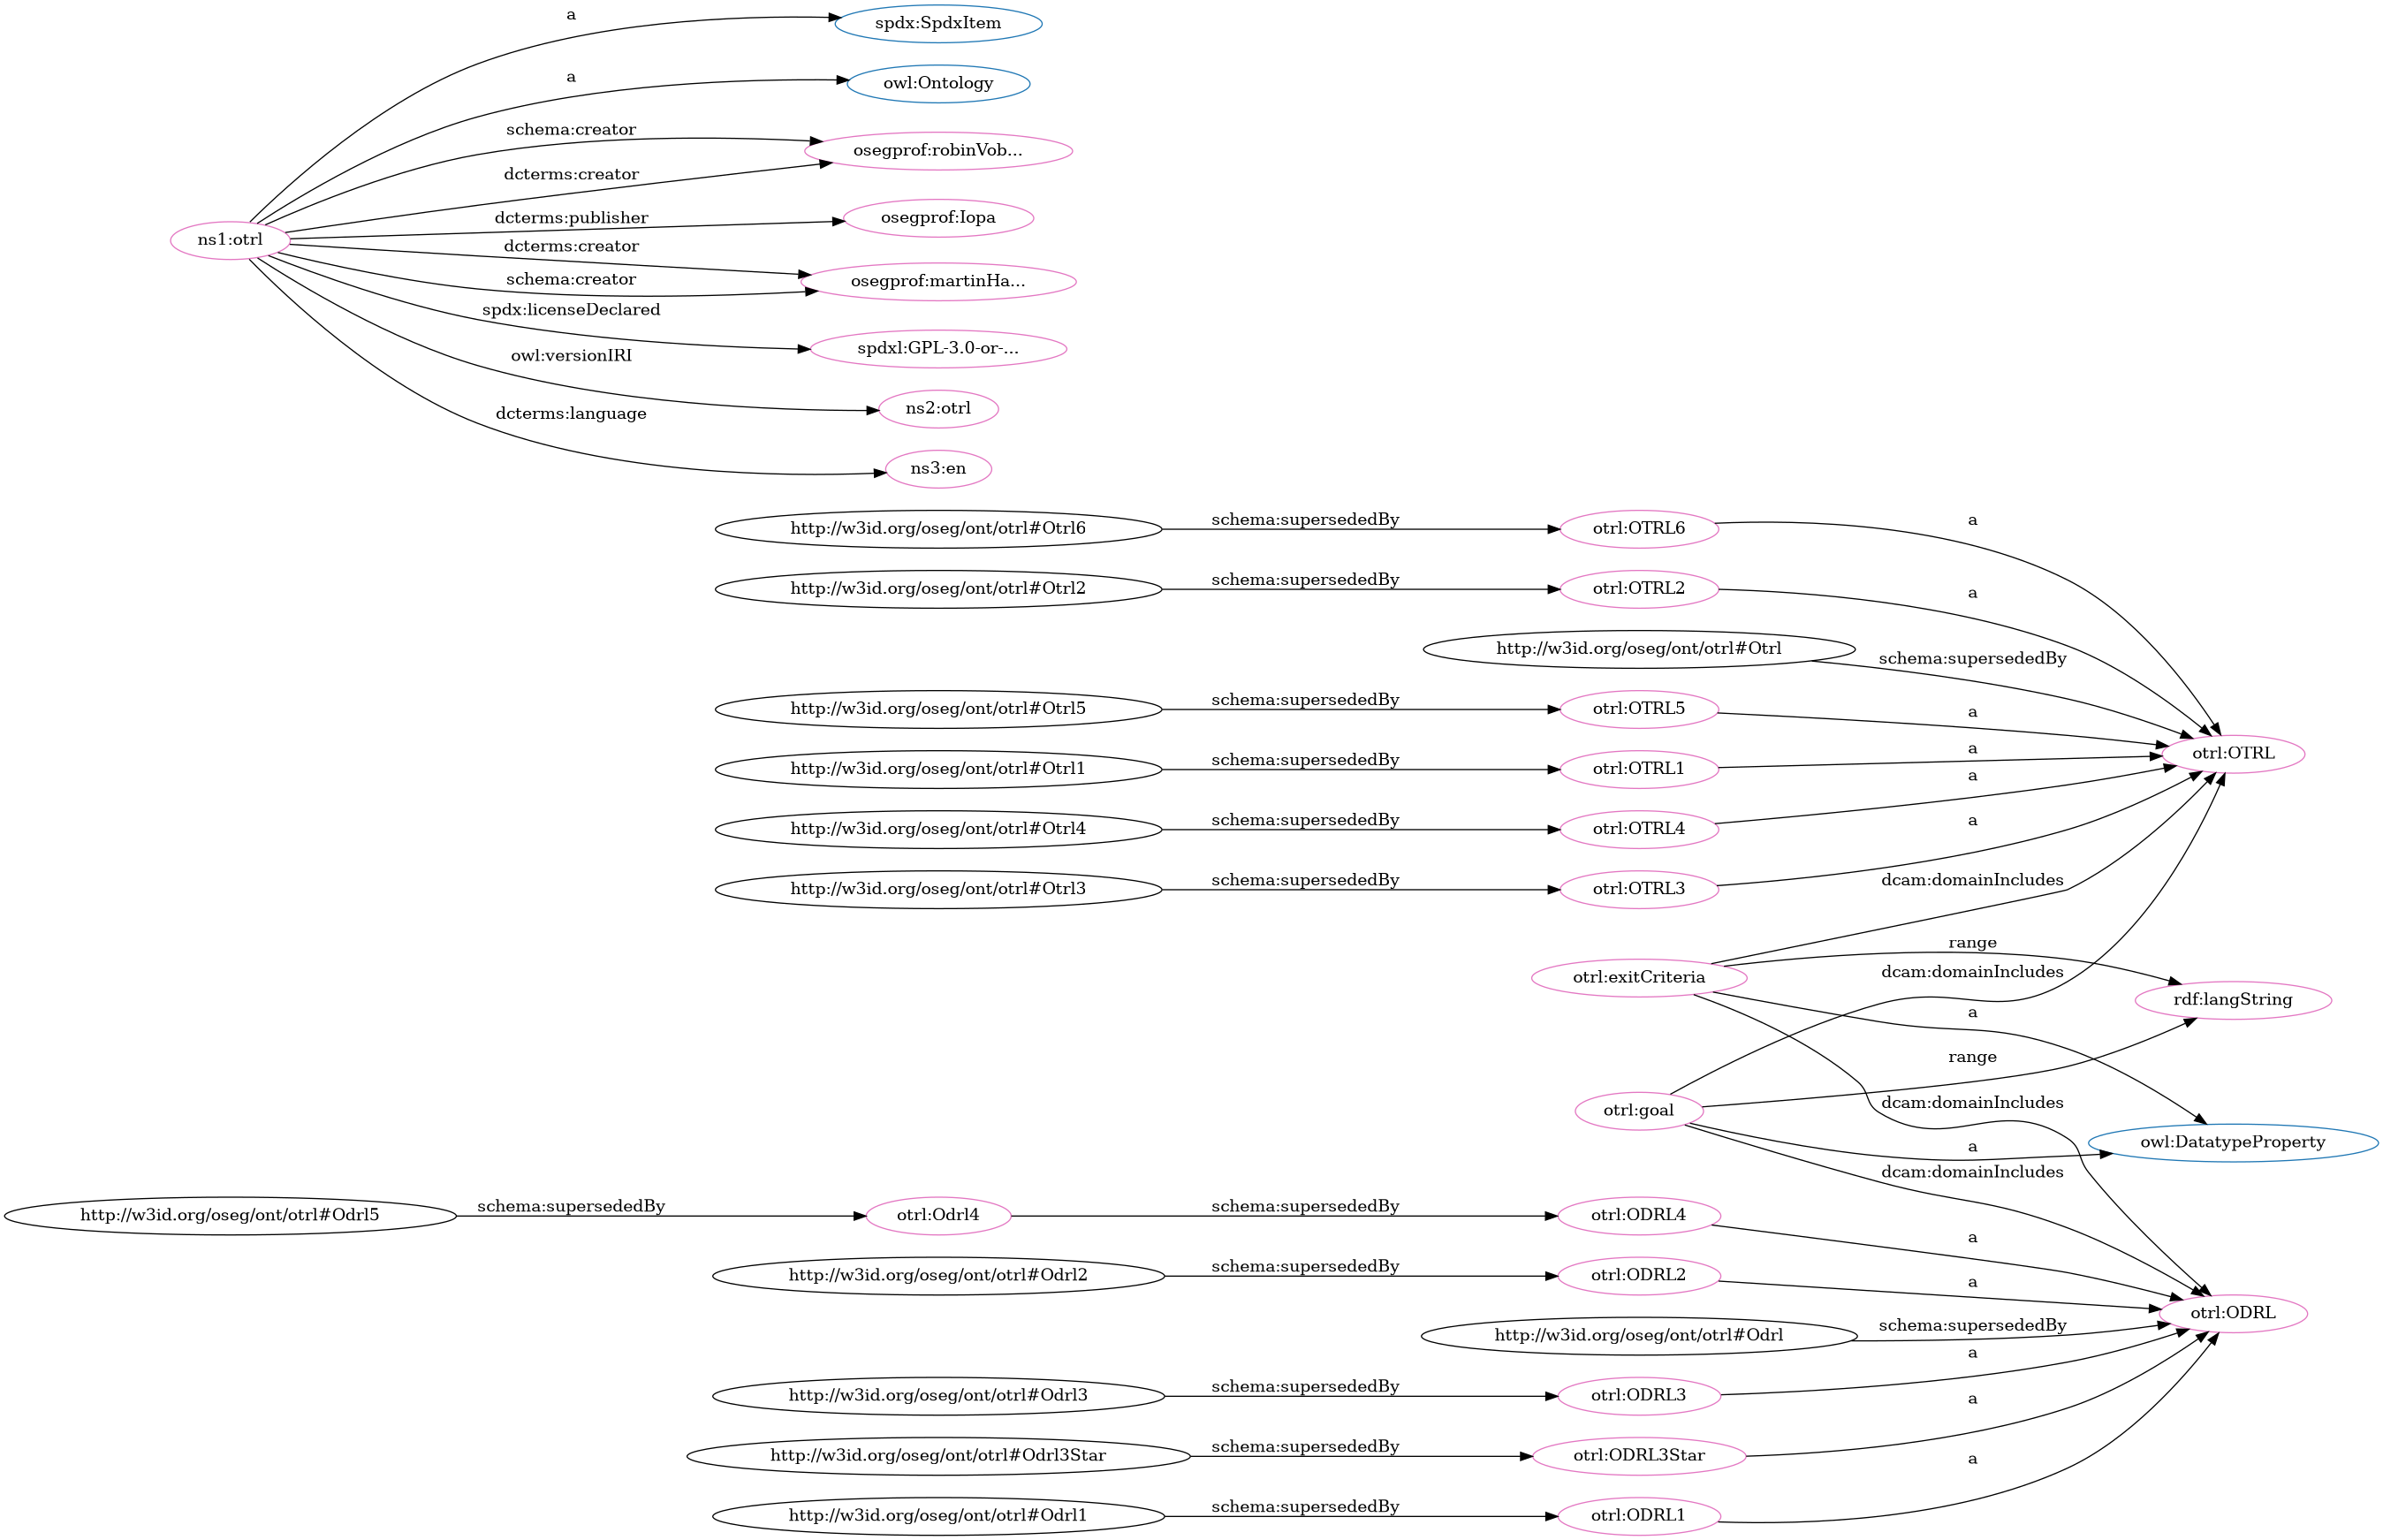 a
spdx:SpdxItem
a
owl:Ontology
schema:creator
osegprof:robinVob...
dcterms:creator
dcterms:publisher
osegprof:Iopa
ns1:otrl
dcterms:creator
osegprof:martinHa...
schema:creator
spdx:licenseDeclared
spdxl:GPL-3.0-or-...
owl:versionIRI
ns2:otrl
dcterms:language
ns3:en
http://w3id.org/oseg/ont/otrl#Otrl6
schema:supersededBy
otrl:OTRL6
a
http://w3id.org/oseg/ont/otrl#Otrl2
schema:supersededBy
otrl:OTRL2
a
http://w3id.org/oseg/ont/otrl#Otrl
schema:supersededBy
http://w3id.org/oseg/ont/otrl#Otrl5
schema:supersededBy
otrl:OTRL5
a
otrl:OTRL
http://w3id.org/oseg/ont/otrl#Otrl1
schema:supersededBy
otrl:OTRL1
a
http://w3id.org/oseg/ont/otrl#Otrl4
schema:supersededBy
otrl:OTRL4
a
http://w3id.org/oseg/ont/otrl#Otrl3
schema:supersededBy
otrl:OTRL3
a
dcam:domainIncludes
otrl:exitCriteria
range
dcam:domainIncludes
rdf:langString
a
range
otrl:goal
dcam:domainIncludes
owl:DatatypeProperty
a
dcam:domainIncludes
http://w3id.org/oseg/ont/otrl#Odrl5
schema:supersededBy
otrl:Odrl4
schema:supersededBy
otrl:ODRL4
a
http://w3id.org/oseg/ont/otrl#Odrl2
schema:supersededBy
otrl:ODRL2
a
otrl:ODRL
http://w3id.org/oseg/ont/otrl#Odrl
schema:supersededBy
http://w3id.org/oseg/ont/otrl#Odrl3
schema:supersededBy
otrl:ODRL3
a
http://w3id.org/oseg/ont/otrl#Odrl3Star
schema:supersededBy
otrl:ODRL3Star
a
http://w3id.org/oseg/ont/otrl#Odrl1
schema:supersededBy
otrl:ODRL1
a